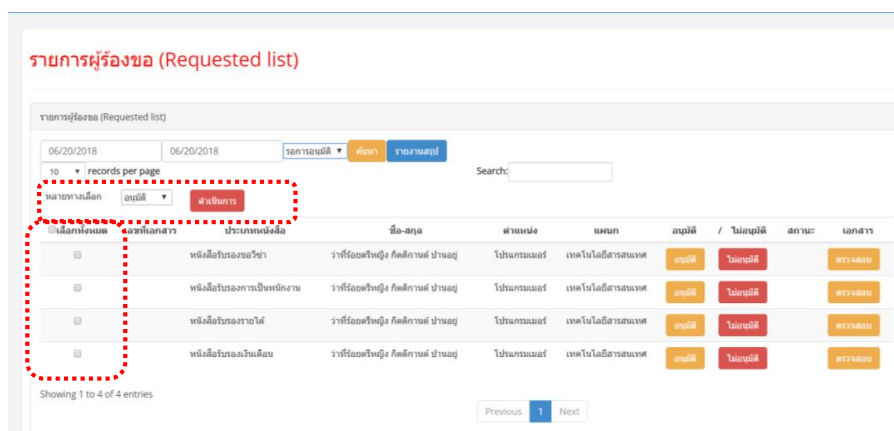 รายการผู้ร้องขอ (Requested list)
รายการผู้ร้องขอ (Requested list)
06/20/2018 06/20/2018 รอการอนุมัติ ค้นหา รายงานสรุป
10 records per page Search:
หลายทางเลือก อนุมัติ ดำเนินการ
เลือกทั้งหมด เลขที่เอกสาร ประเภทหนังสือ ชื่อ-สกุล ตำแหน่ง แผนก อนุมัติ / ไม่อนุมัติ สถานะ เอกสาร
หนังสือรับรองขอวีซ่า ว่าที่ร้อยตรีหญิง กิตติกานต์ ปานอยู่ โปรแกรมเมอร์ เทคโนโลยีสารสนเทศ อนุมัติ ไม่อนุมัติ ตรวจสอบ
หนังสือรับรองการเป็นพนักงาน ว่าที่ร้อยตรีหญิง กิตติกานต์ ปานอยู่ โปรแกรมเมอร์ เทคโนโลยีสารสนเทศ อนุมัติ ไม่อนุมัติ ตรวจสอบ
หนังสือรับรองรายได้ ว่าที่ร้อยตรีหญิง กิตติกานต์ ปานอยู่ โปรแกรมเมอร์ เทคโนโลยีสารสนเทศ อนุมัติ ไม่อนุมัติ ตรวจสอบ
หนังสือรับรองเงินเดือน ว่าที่ร้อยตรีหญิง กิตติกานต์ ปานอยู่ โปรแกรมเมอร์ เทคโนโลยีสารสนเทศ อนุมัติ ไม่อนุมัติ ตรวจสอบ
Showing 1 to 4 of 4 entries
Previous 1 Next